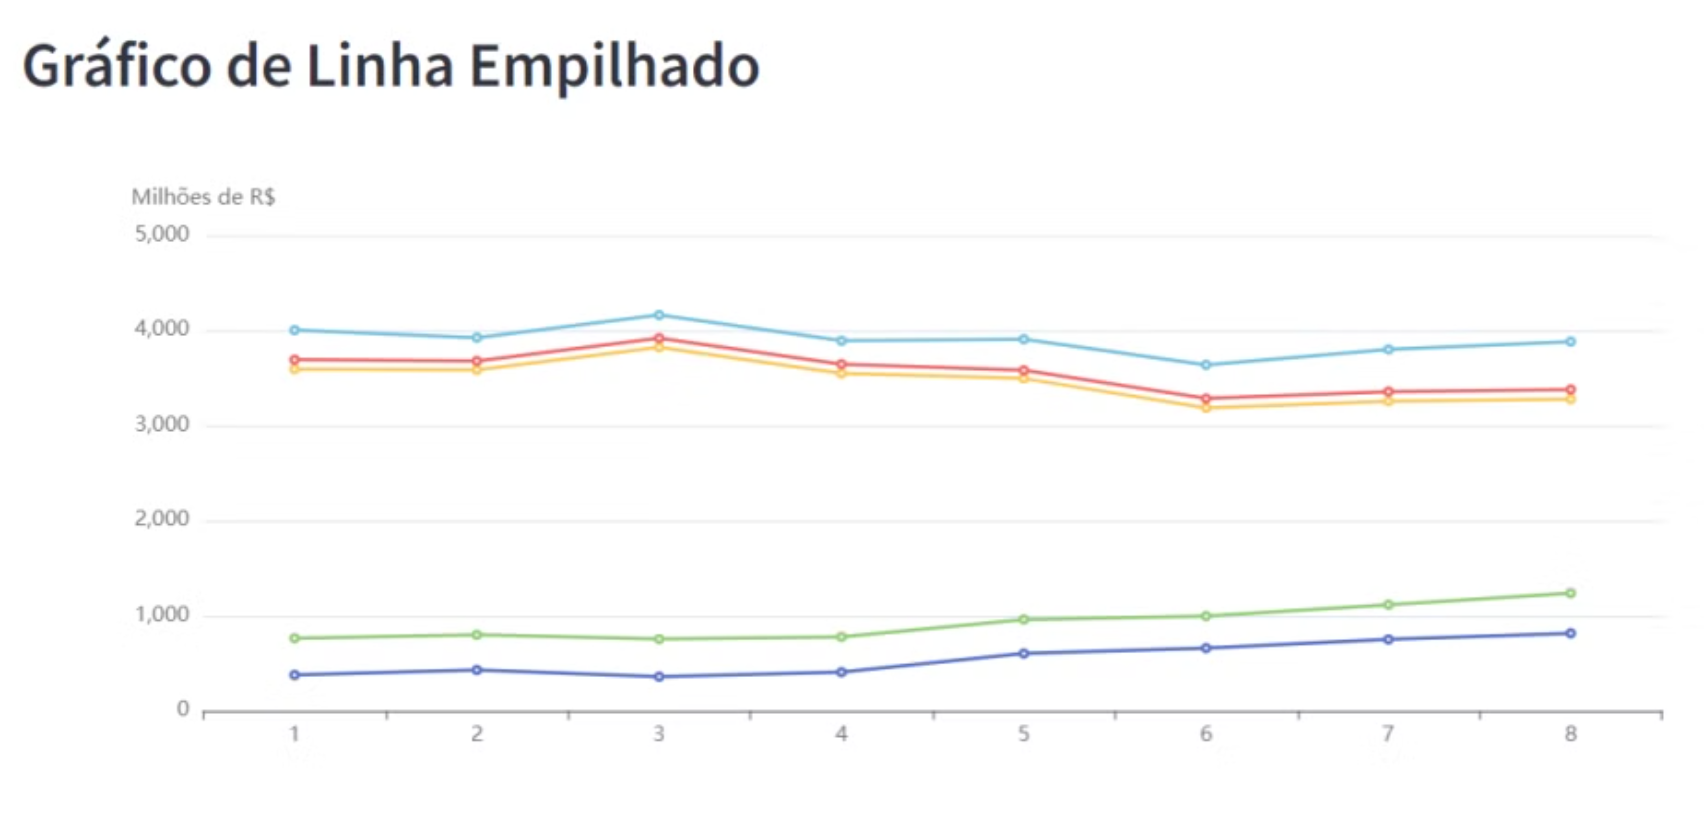 Gráfico de Linha Empilhado
Milhões de R$
5,000
4,000
3,000
2,000
1,000
0
1 2 3 4 5 6 7 8